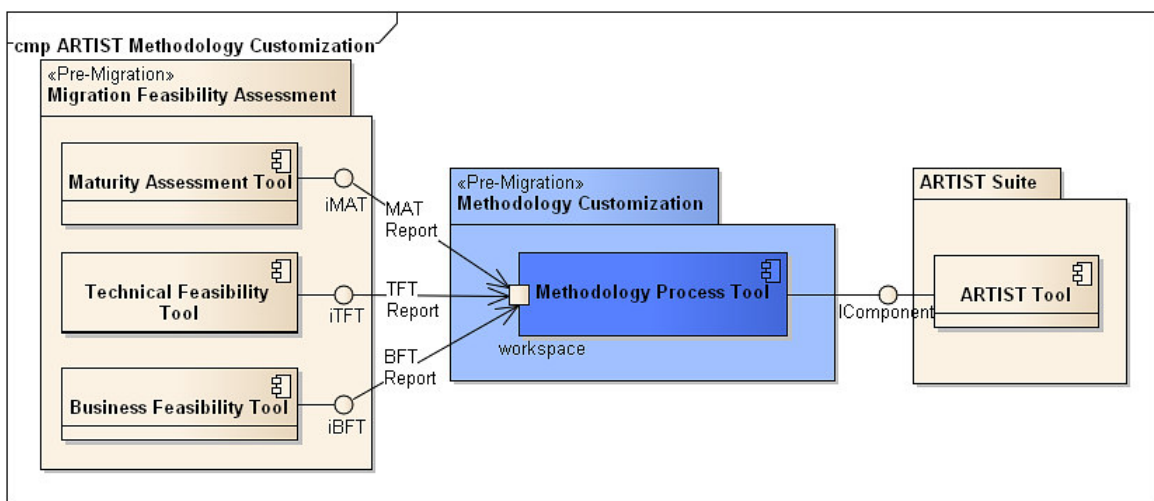 cmp ARTIST Methodology Customization
«Pre-Migration»
Migration Feasibility Assessment
Maturity Assessment Tool
iMAT
MAT
Report
Technical Feasibility
Tool
iTFT
TFT
Report
Business Feasibility Tool
iBFT
BFT
Report
«Pre-Migration»
Methodology Customization
Methodology Process Tool
workspace
IComponent
ARTIST Suite
ARTIST Tool